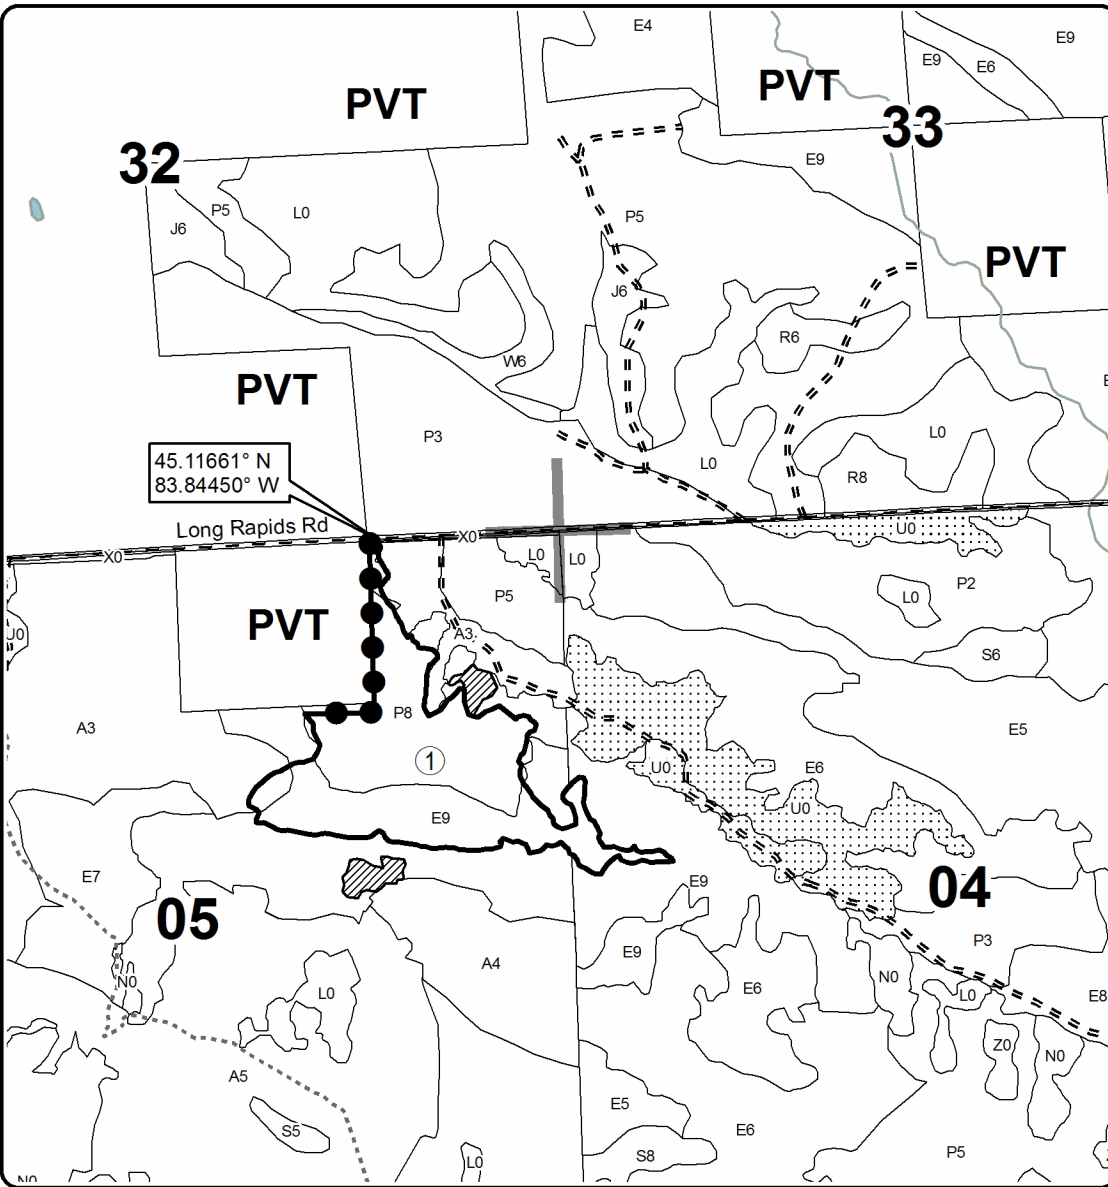 E4
E9
E9
E6
PVT
PVT
33
32
E9
P5
L0
P5
J6
PVT
J6
R6
W6
PVT
P3
L0
L0
R8
45.11661° N
83.84450° W
Long Rapids Rd
X0
X0
U0
L0
L0
P2
P5
L0
PVT
A3
U0
S6
P8
A3
E5
1
U0
E6
U0
E9
E7
E9
04
05
P3
E9
A4
N0
E6
N0
L0
L0
E8
Z0
N0
A5
E5
S5
E6
S8
P5
L0
N0